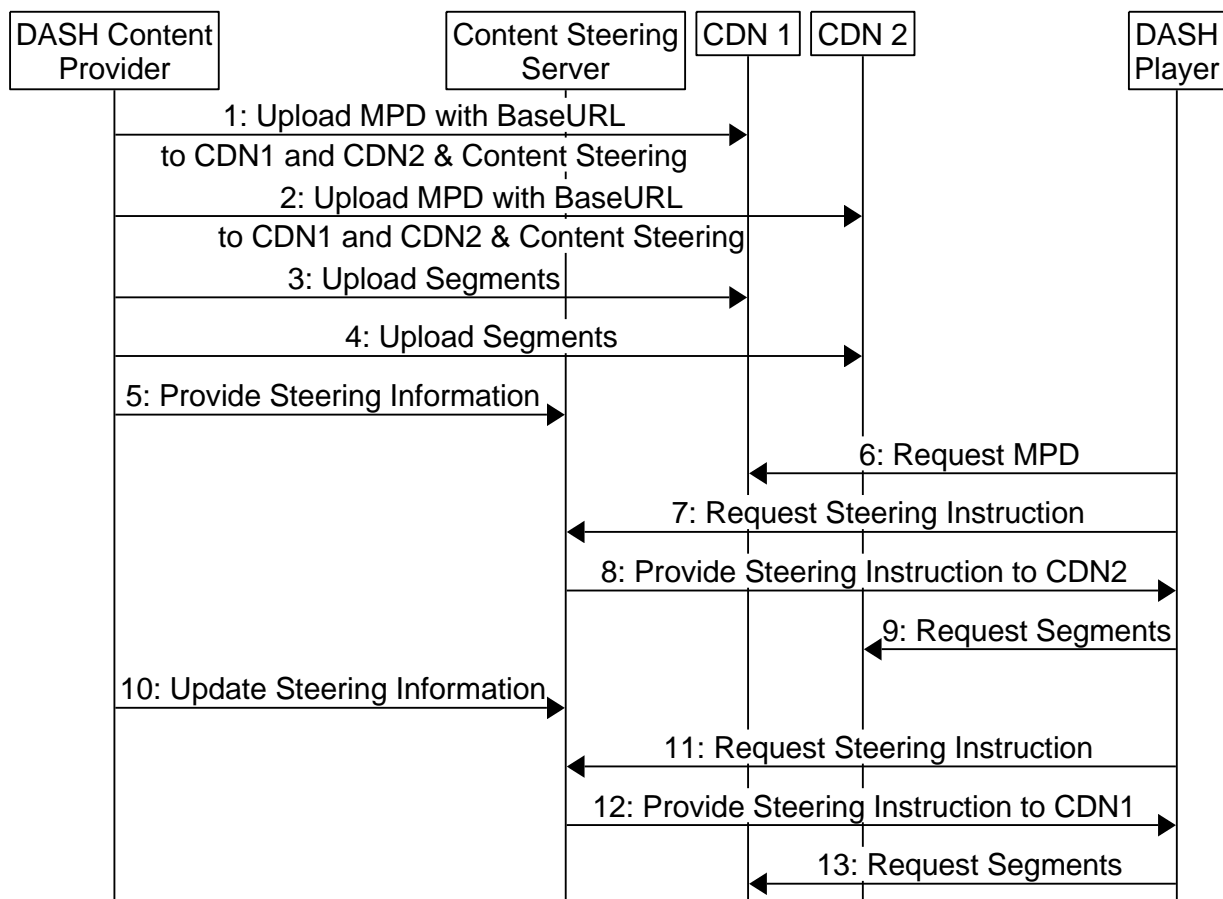 DASH Content
Provider
Content Steering
Server
CDN 1
CDN 2
DASH
Player
1: Upload MPD with BaseURL
to CDN1 and CDN2 & Content Steering
2: Upload MPD with BaseURL
to CDN1 and CDN2 & Content Steering
3: Upload Segments
4: Upload Segments
5: Provide Steering Information
6: Request MPD
7: Request Steering Instruction
8: Provide Steering Instruction to CDN2
9: Request Segments
10: Update Steering Information
11: Request Steering Instruction
12: Provide Steering Instruction to CDN1
13: Request Segments